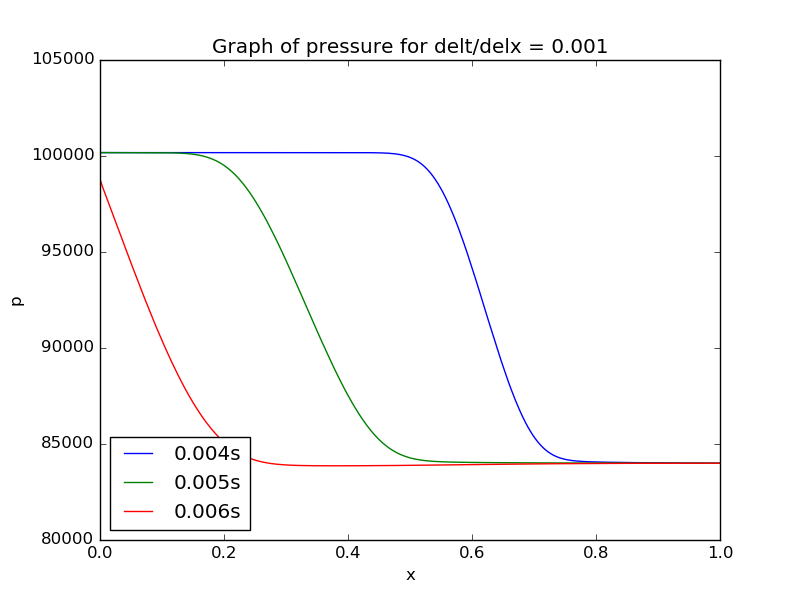 Graph of pressure for delt/delx = 0.001
105000
100000
95000
90000
85000
80000
p
0.004s
0.005s
0.006s
0.0 0.2 0.4 0.6 0.8 1.0
x